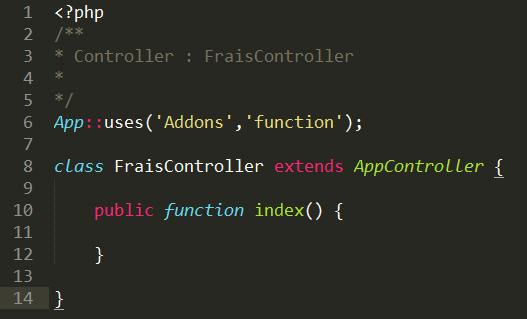 1 <?php
2 /**
3 * Controller : FraisController
4 *
5 */
6 App::uses('Addons','function');
7
8 class FraisController extends AppController {
9
10     public function index() {
11
12     }
13
14 }